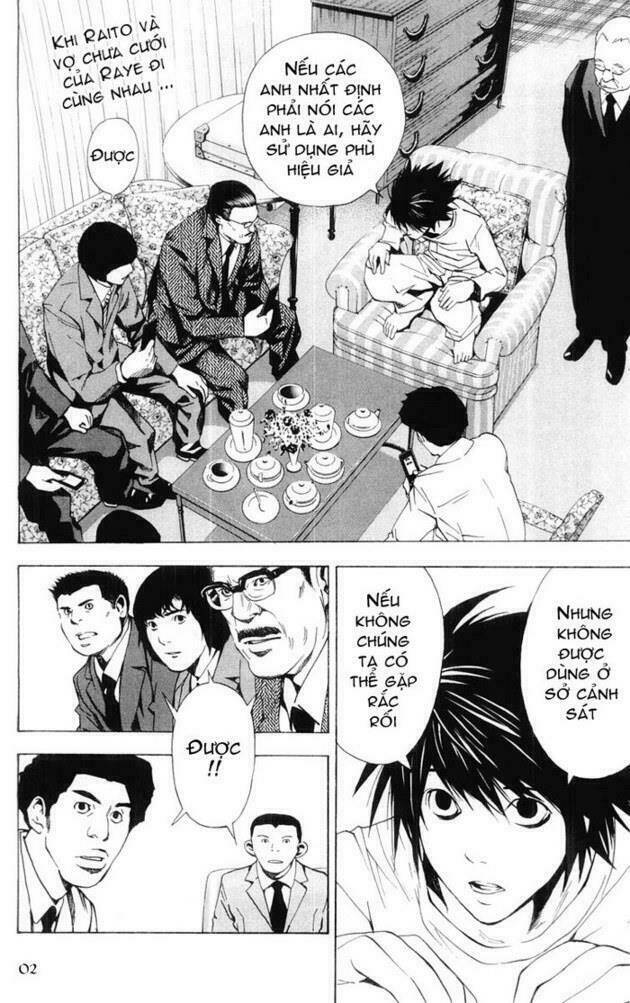 Khi Raito và
vợ chưa cưới
của Raye đi
cùng nhau ...
Nếu các
anh nhất định
phải nói các
anh là ai, hãy
sử dụng phù
hiệu giả
Được
Nhưng
không
được
dùng ở
sở cảnh
sát
Nếu
không
chúng
ta có
thể gặp
rắc
rối
Được
!!
02